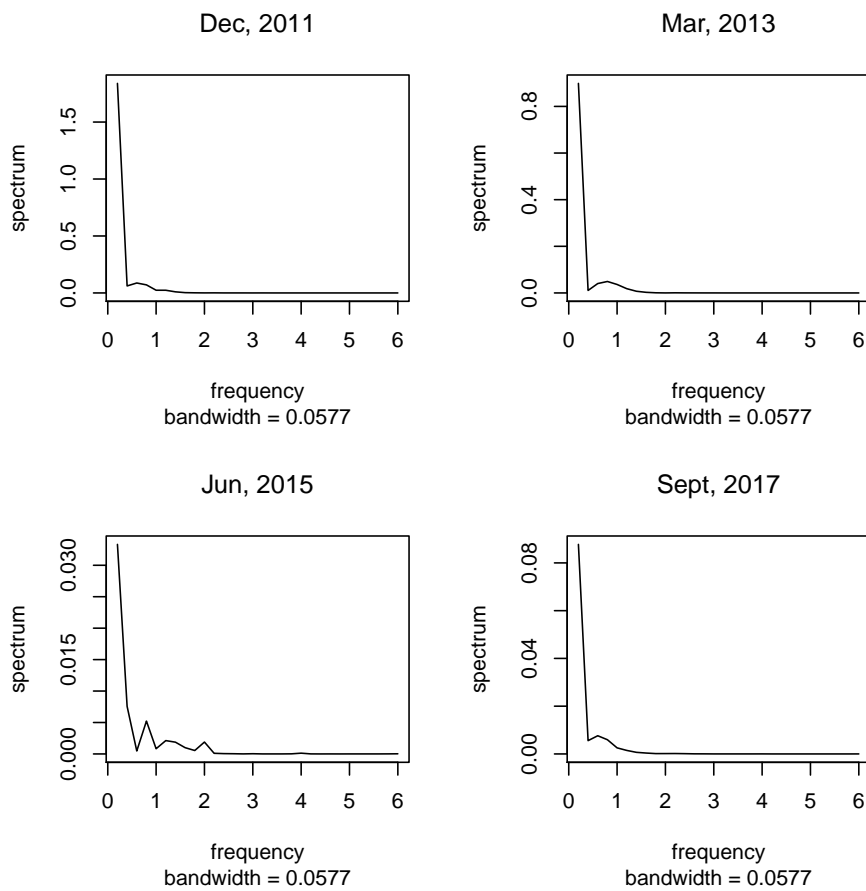 Dec, 2011
spectrum
0.0 0.5 1.0 1.5
0 1 2 3 4 5 6
frequency
bandwidth = 0.0577
Mar, 2013
spectrum
0.0 0.4 0.8
0 1 2 3 4 5 6
frequency
bandwidth = 0.0577
Jun, 2015
spectrum
0.000 0.015 0.030
0 1 2 3 4 5 6
frequency
bandwidth = 0.0577
Sept, 2017
spectrum
0.00 0.04 0.08
0 1 2 3 4 5 6
frequency
bandwidth = 0.0577